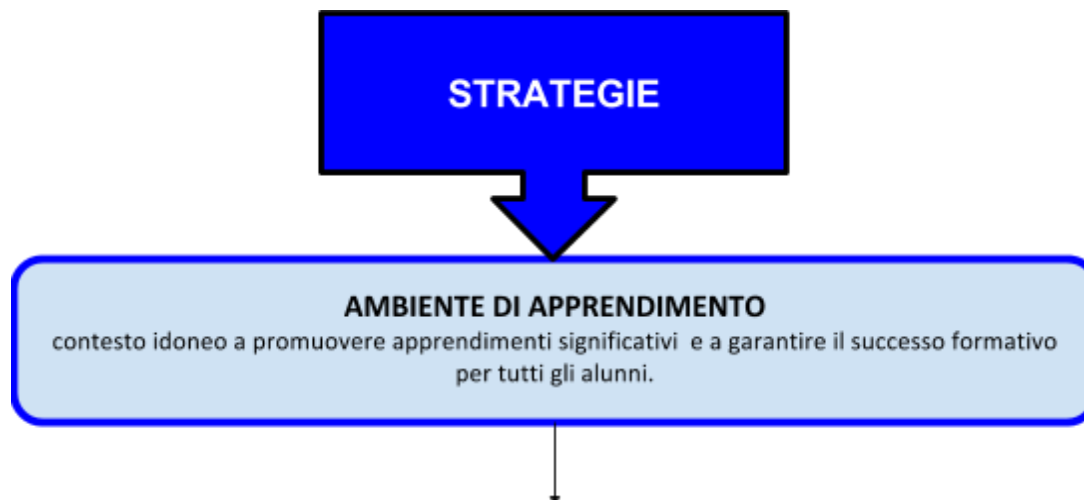 STRATEGIE
AMBIENTE DI APPRENDIMENTO
contesto idoneo a promuovere apprendimenti significativi e a garantire il successo formativo
per tutti gli alunni.